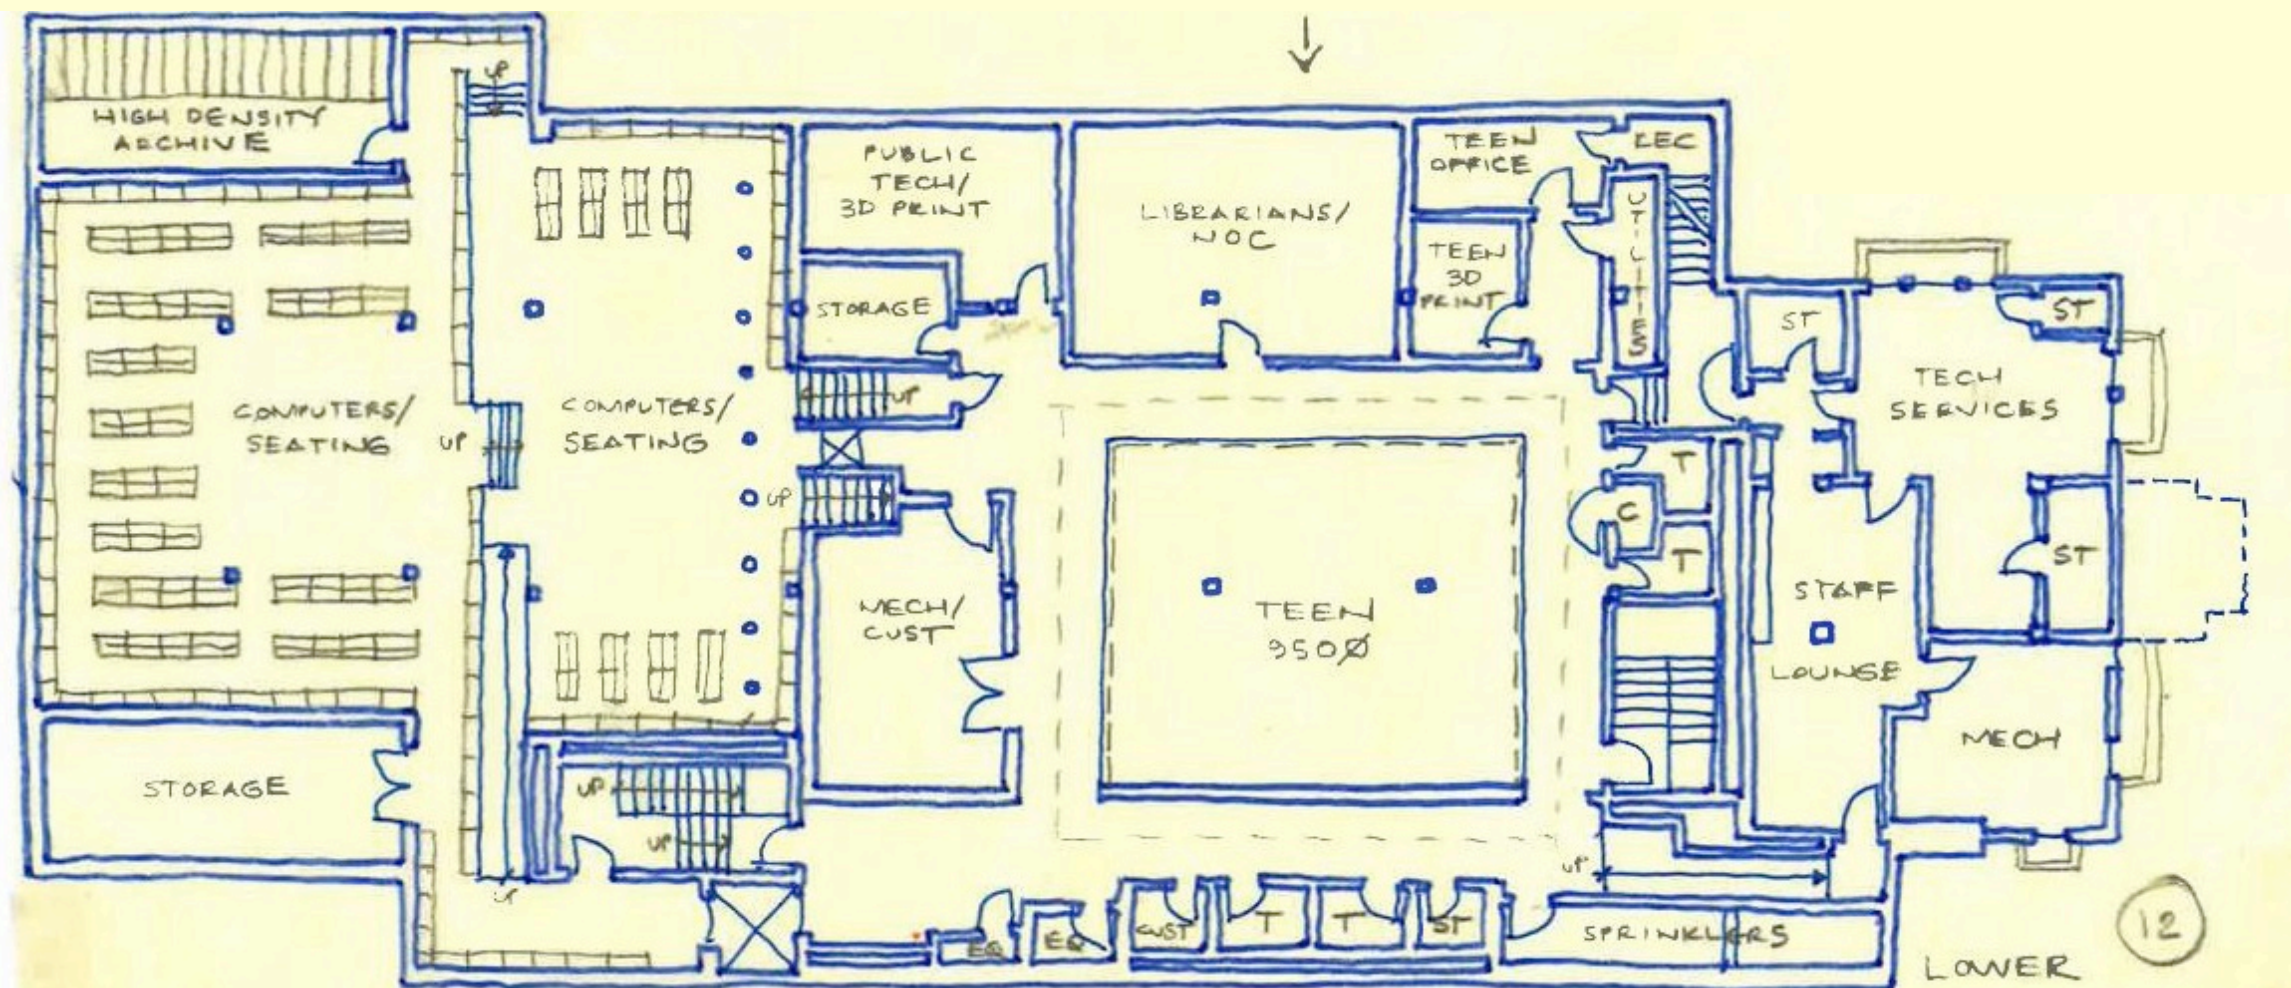 UP
HIGH DENSITY
ARCHIVE
PUBLIC
TECH/
3D PRINT
LIBRARIANS/
NOC
TEEN
OFFICE
TEEN
3D
PRINT
UTILITIES
STORAGE
ST
ST
TECH
SERVICES
UP
COMPUTERS/
SEATING
UP
COMPUTERS/
SEATING
UP
T
C
T
ST
MECH/
CUST
TEEN
950Ø
STAFF
LOUNGE
MECH
STORAGE
UP
UP
UP
UP
EQ
EQ
CUST
T
T
ST
SPRINKLERS
12
LOWER